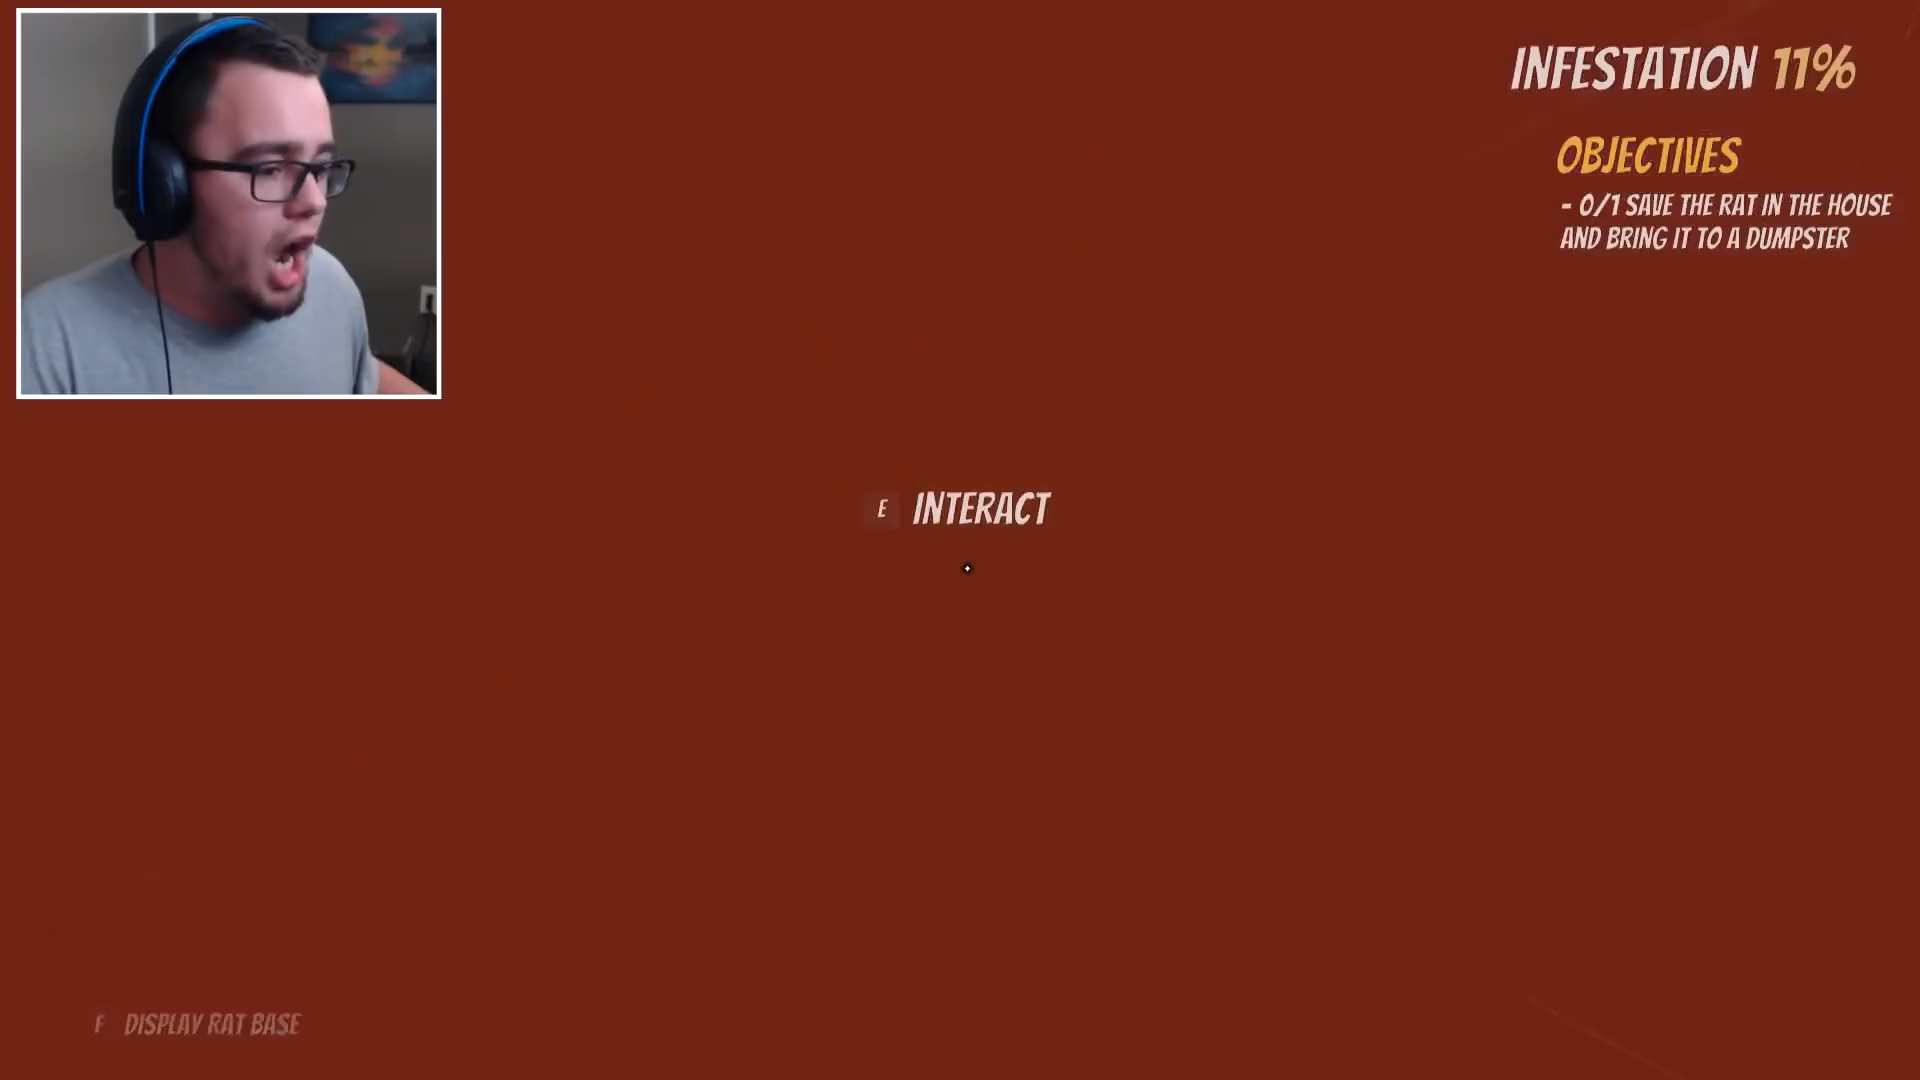 INFESTATION 11%
OBJECTIVES
- 0/1 SAVE THE RAT IN THE HOUSE
AND BRING IT TO A DUMPSTER
E INTERACT
F DISPLAY RAT BASE